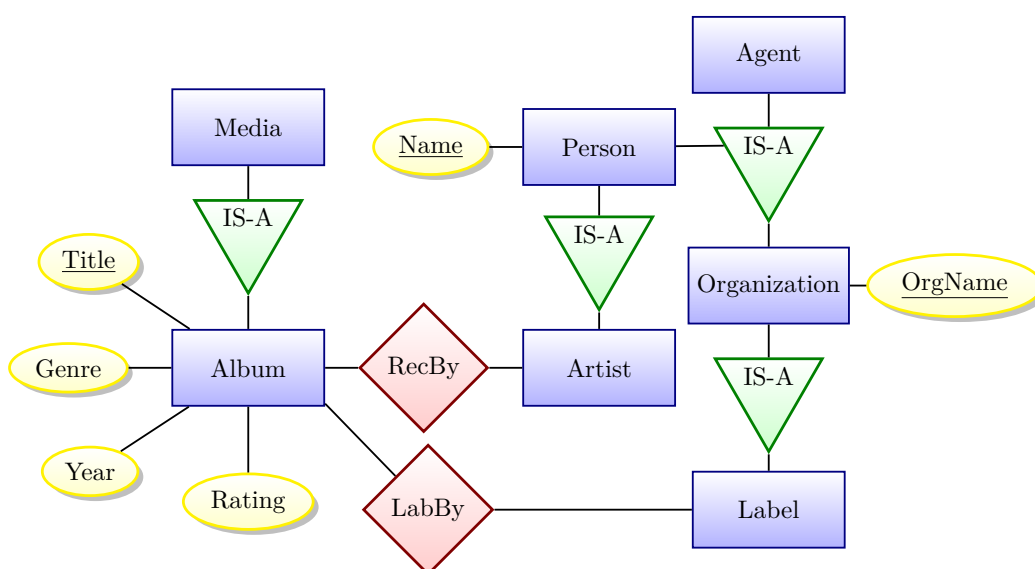 Agent
Media
Name
Person
IS-A
IS-A
IS-A
Title
Organization
OrgName
Genre
Album
RecBy
Artist
IS-A
Year
Rating
LabBy
Label